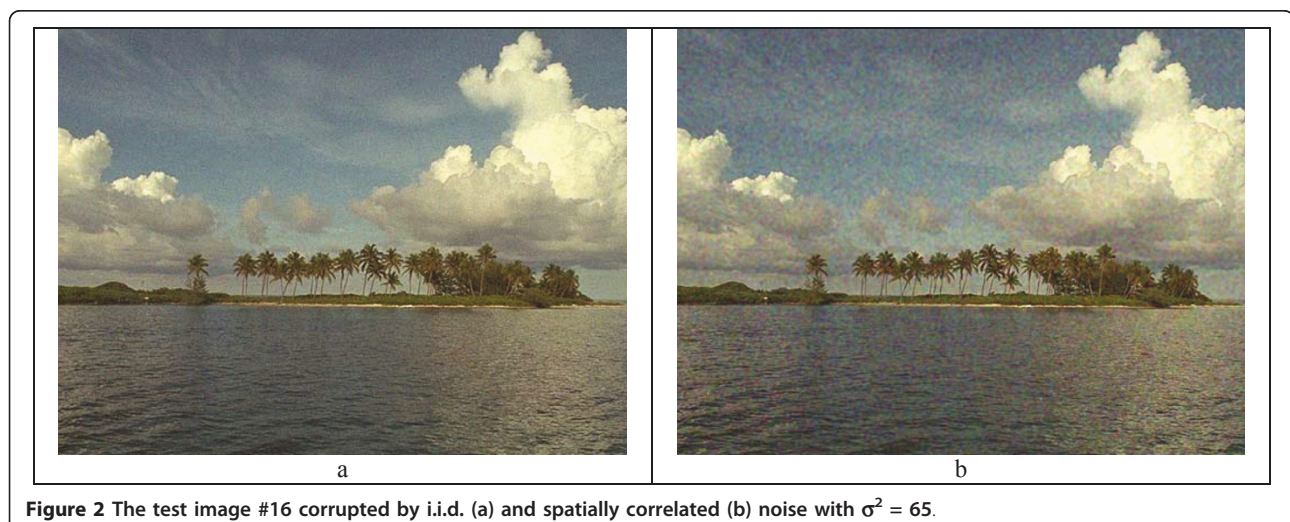 a b
Figure 2 The test image #16 corrupted by i.i.d. (a) and spatially correlated (b) noise with σ² = 65.